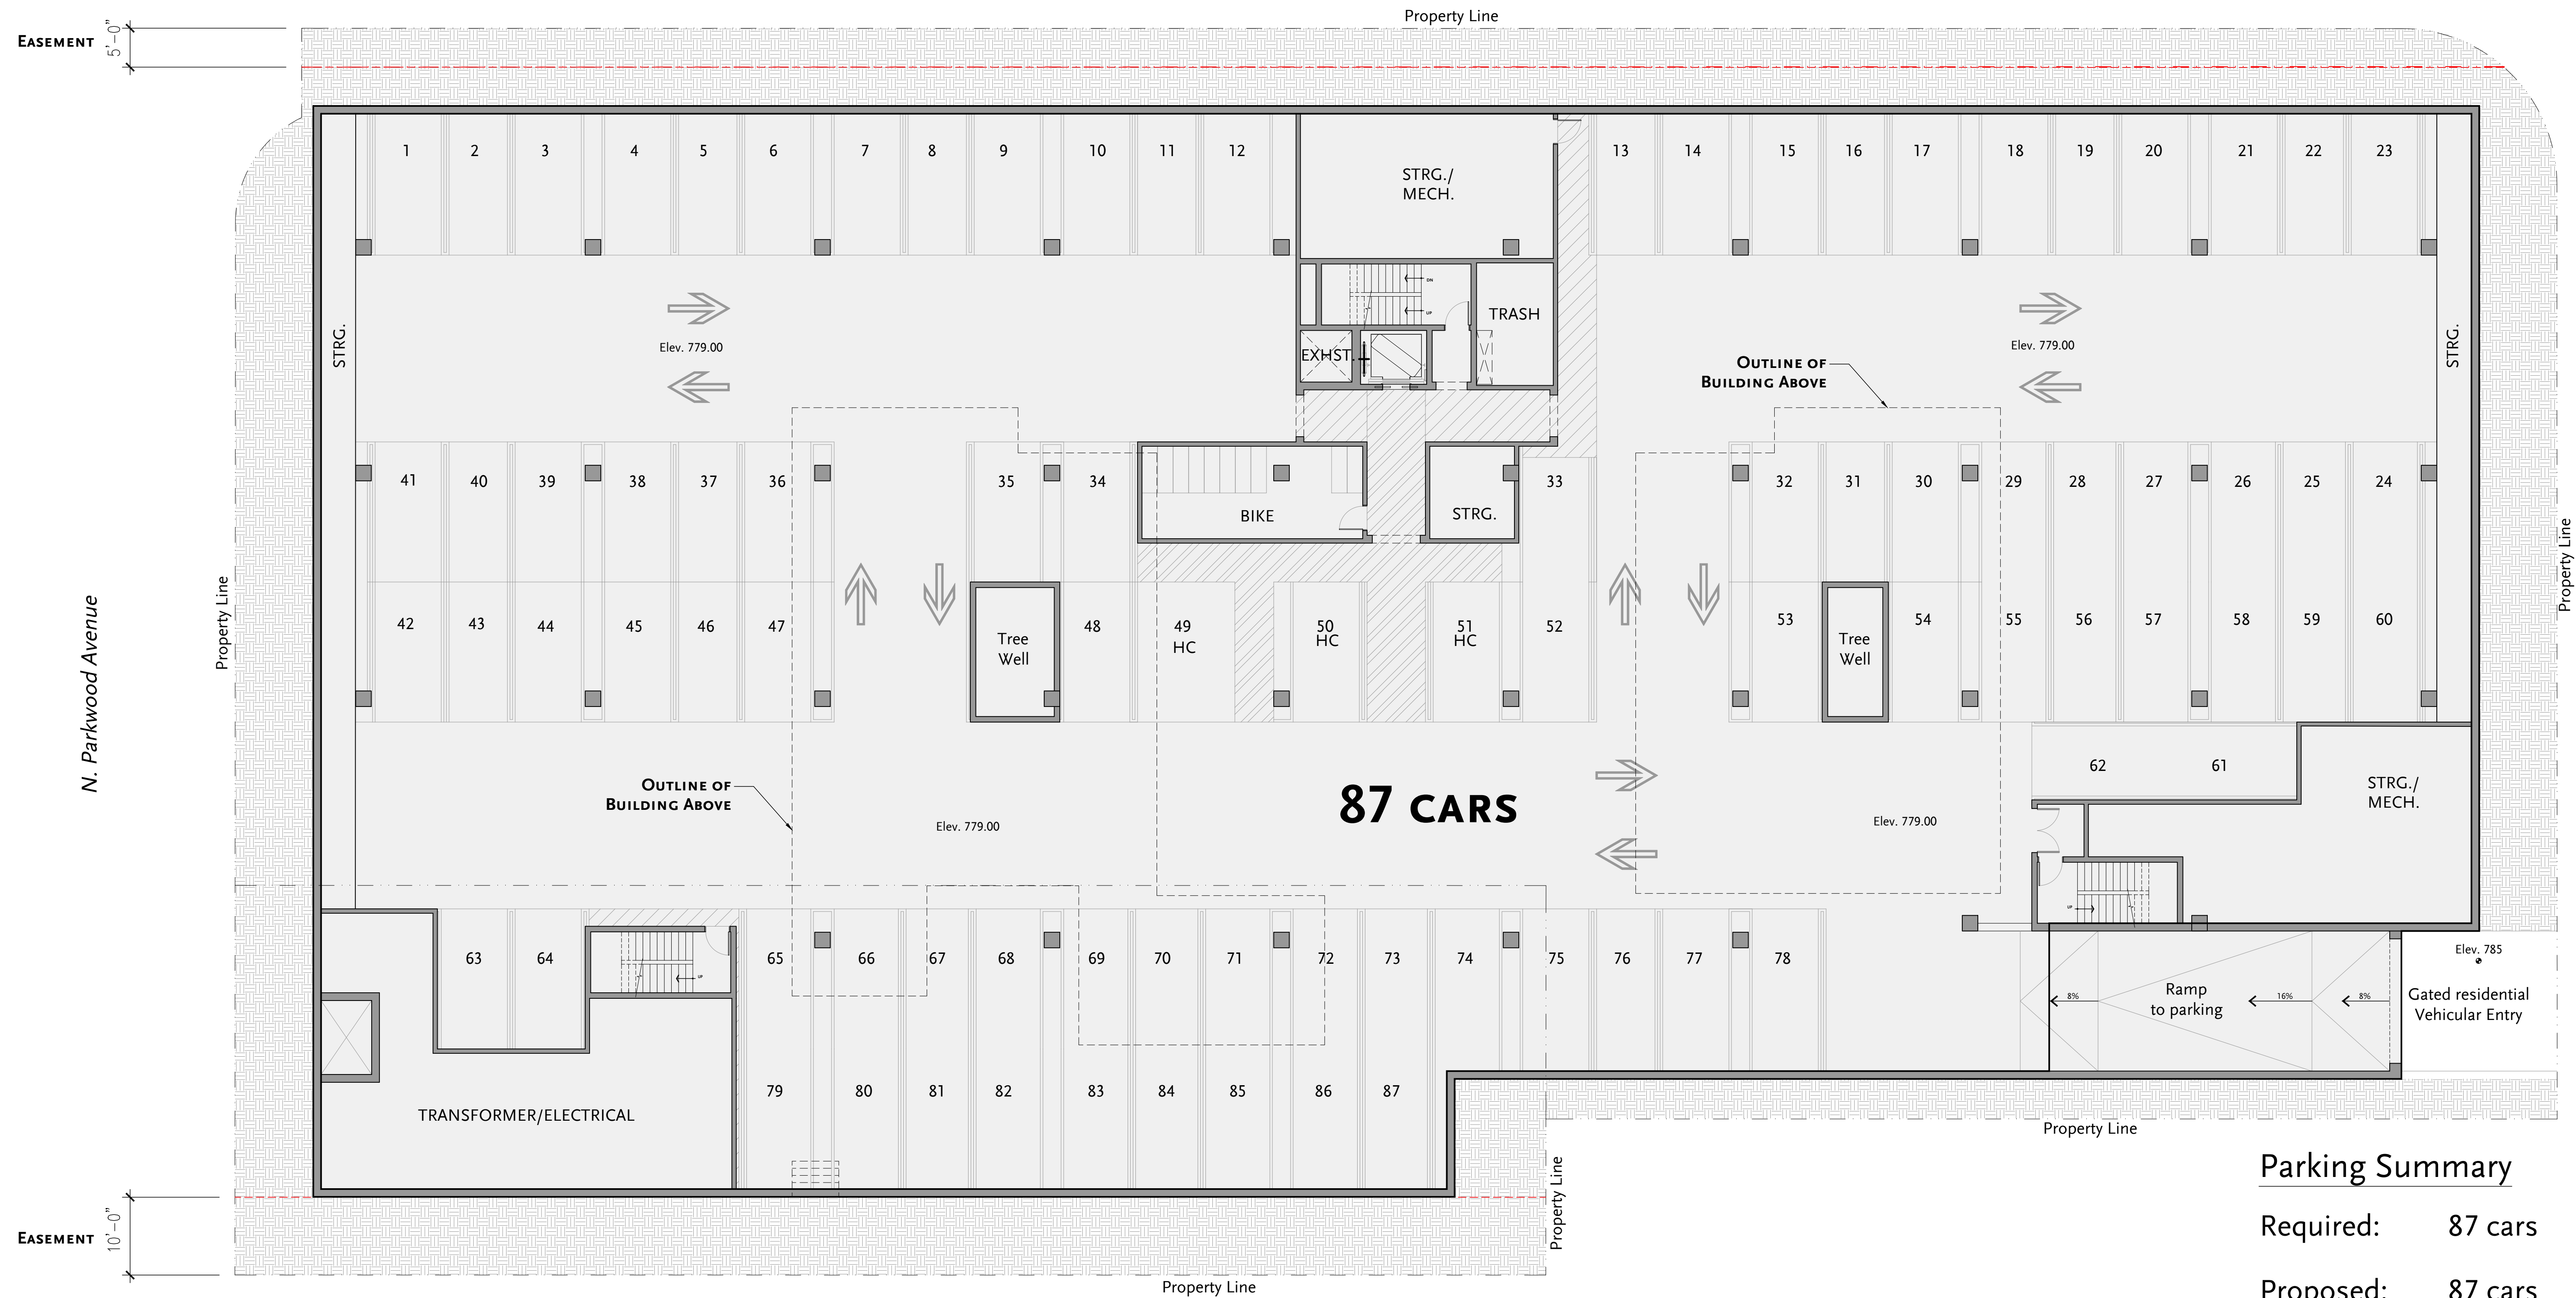 Property Line
EASEMENT 5'-0"
1 2 3 4 5 6 7 8 9 10 11 12 13 14 15 16 17 18 19 20 21 22 23
STRG./
MECH.
DN
UP
TRASH
EXHST.
STRG.
Elev. 779.00
OUTLINE OF
BUILDING ABOVE
Elev. 779.00
STRG.
41 40 39 38 37 36 35 34 33 32 31 30 29 28 27 26 25 24
BIKE
STRG.
Property Line
Property Line
N. Parkwood Avenue
42 43 44 45 46 47 48 49 50 51 52 53 54 55 56 57 58 59 60
HC HC HC
Tree
Well
Tree
Well
62 61
STRG./
MECH.
OUTLINE OF
BUILDING ABOVE
87 CARS
Elev. 779.00
Elev. 779.00
UP
63 64 65 66 67 68 69 70 71 72 73 74 75 76 77 78
UP
Elev. 785
8% Ramp
to parking 16% 8%
Gated residential
Vehicular Entry
79 80 81 82 83 84 85 86 87
TRANSFORMER/ELECTRICAL
Property Line
Property Line
Parking Summary
Required: 87 cars
EASEMENT 10'-0"
Property Line
Proposed: 87 cars